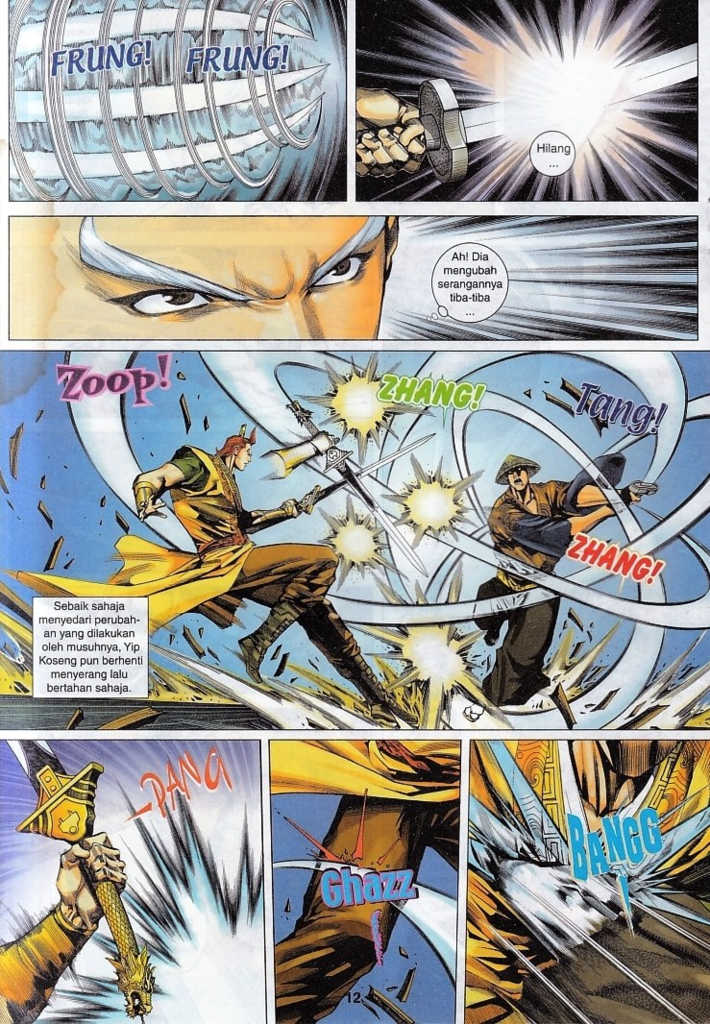 FRUNG! FRUNG!
Hilang
...
Ah! Dia
mengubah
serangannya
tiba-tiba
...
ZOOP!
ZHANG!
Tang!
ZHANG!
Sebaik sahaja
menyedari perubah-
an yang dilakukan
oleh musuhnya, Yip
Koseng pun berhenti
menyerang lalu
bertahan sahaja.
PANG
Ghazz
BANGG
!
12